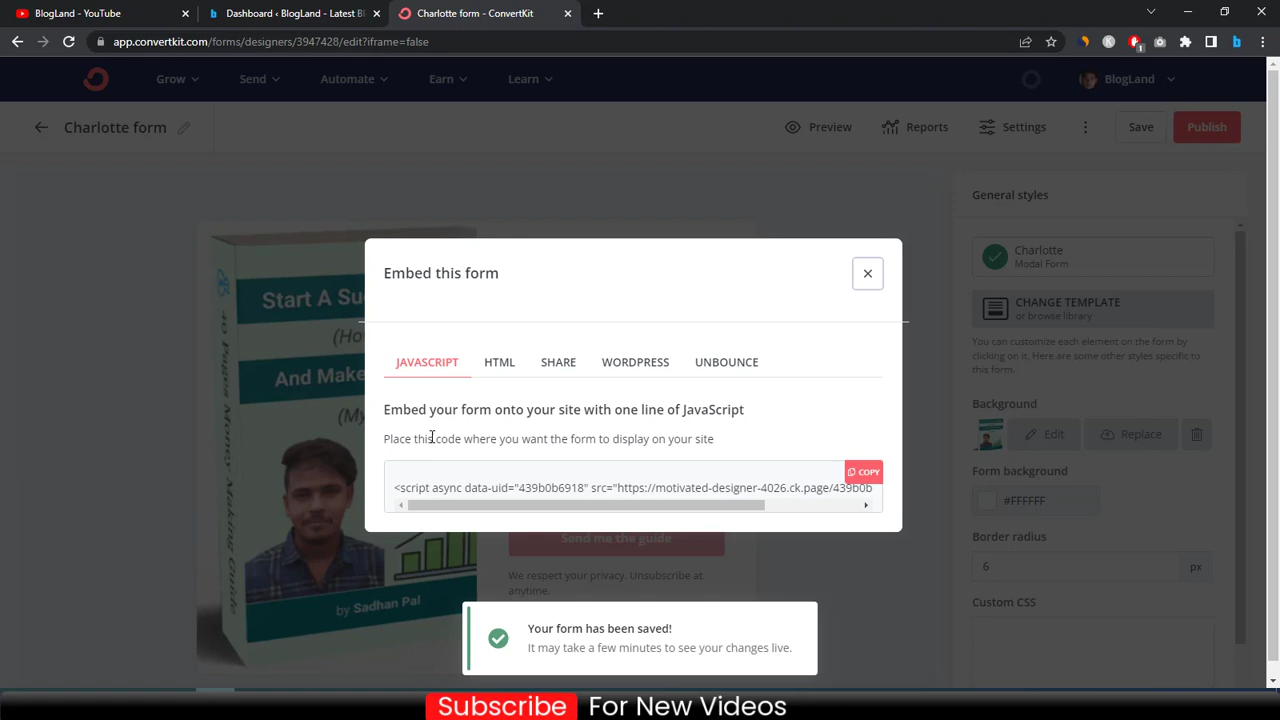 BlogLand - YouTube
Dashboard ‹ BlogLand - Latest Bl
Charlotte form - ConvertKit
app.convertkit.com/forms/designers/3947428/edit?iframe=false
1
Grow
Send
Automate
Earn
Learn
BlogLand
Charlotte form
Preview
Reports
Settings
Save
Publish
General styles
Charlotte
Modal Form
CHANGE TEMPLATE
or browse library
You can customize each element on the form by
clicking on it. Here are some other styles specific to
this form.
Background
Edit
Replace
Form background
#FFFFFF
Border radius
6
px
Custom CSS
Start A Su
(Ho
And Make
(My
40 Pages Money Making Guide
by Sadhan Pal
Embed this form
JAVASCRIPT
HTML
SHARE
WORDPRESS
UNBOUNCE
Embed your form onto your site with one line of JavaScript
Place this code where you want the form to display on your site
COPY
<script async data-uid="439b0b6918" src="https://motivated-designer-4026.ck.page/439b0b
Send me the guide
We respect your privacy. Unsubscribe at
anytime.
Your form has been saved!
It may take a few minutes to see your changes live.
Subscribe For New Videos